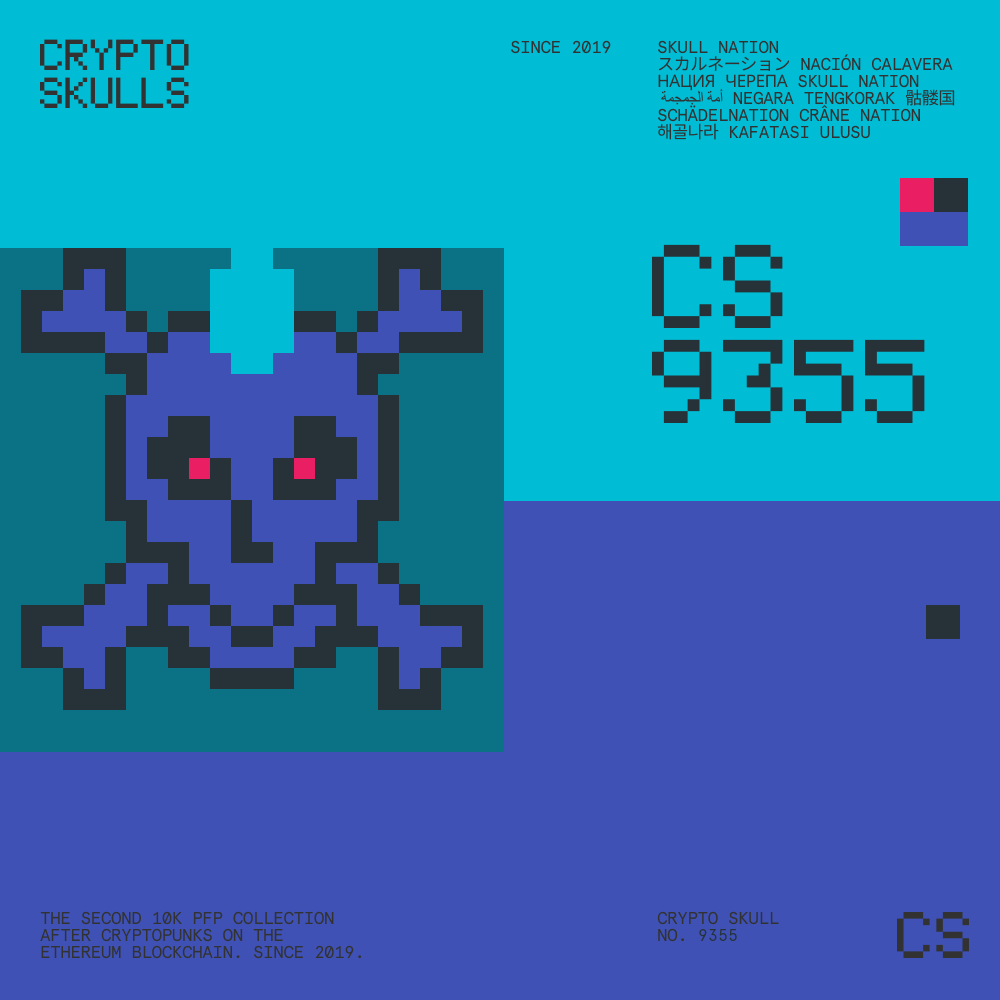 CRYPTO
SKULLS
SINCE 2019
SKULL NATION
スカルネーション NACIÓN CALAVERA
НАЦИЯ ЧЕРЕПА SKULL NATION
أمة الجمجمة NEGARA TENGKORAK 骷髅国
SCHÄDELNATION CRÂNE NATION
해골나라 KAFATASI ULUSU
CS
9355
THE SECOND 10K PFP COLLECTION
AFTER CRYPTOPUNKS ON THE
ETHEREUM BLOCKCHAIN. SINCE 2019.
CRYPTO SKULL
NO. 9355
CS